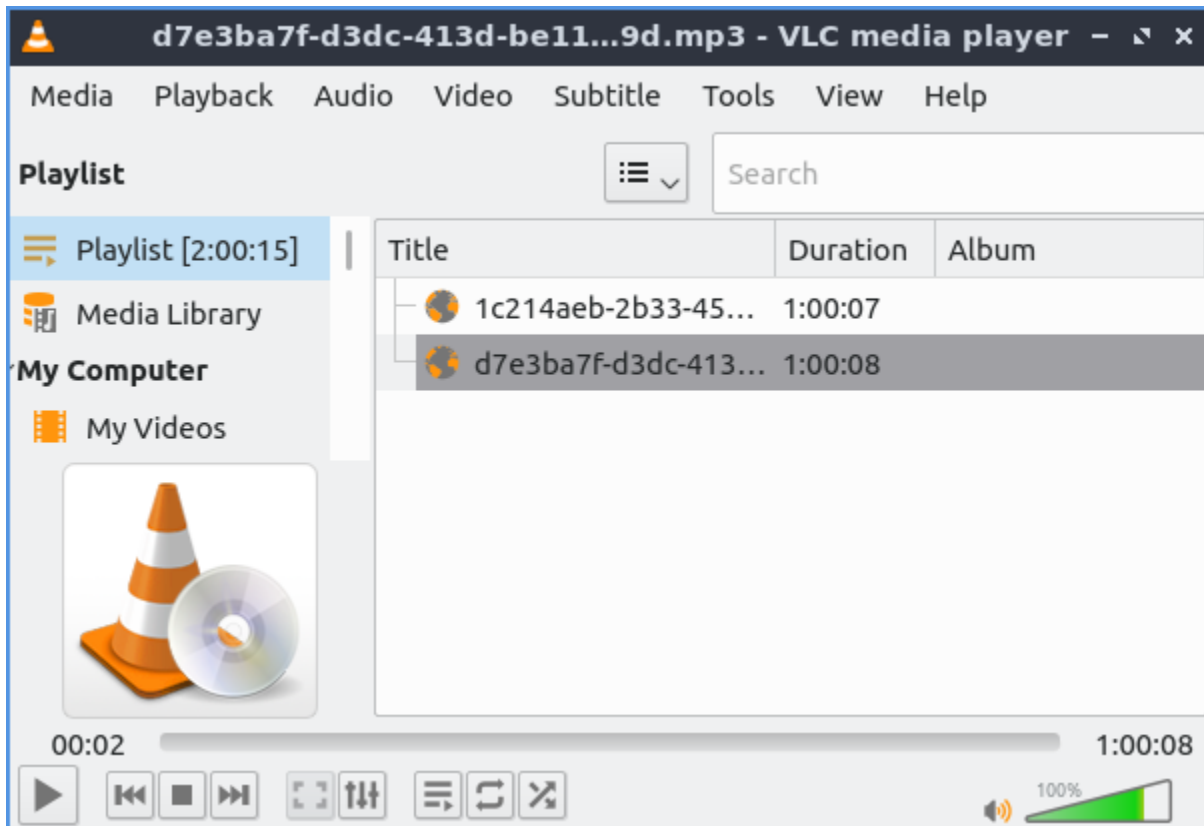 d7e3ba7f-d3dc-413d-be11...9d.mp3 - VLC media player
Media Playback Audio Video Subtitle Tools View Help
Playlist
Search
Playlist [2:00:15]
Media Library
My Computer
My Videos
Title Duration Album
1c214aeb-2b33-45... 1:00:07
d7e3ba7f-d3dc-413... 1:00:08
00:02 1:00:08
100%